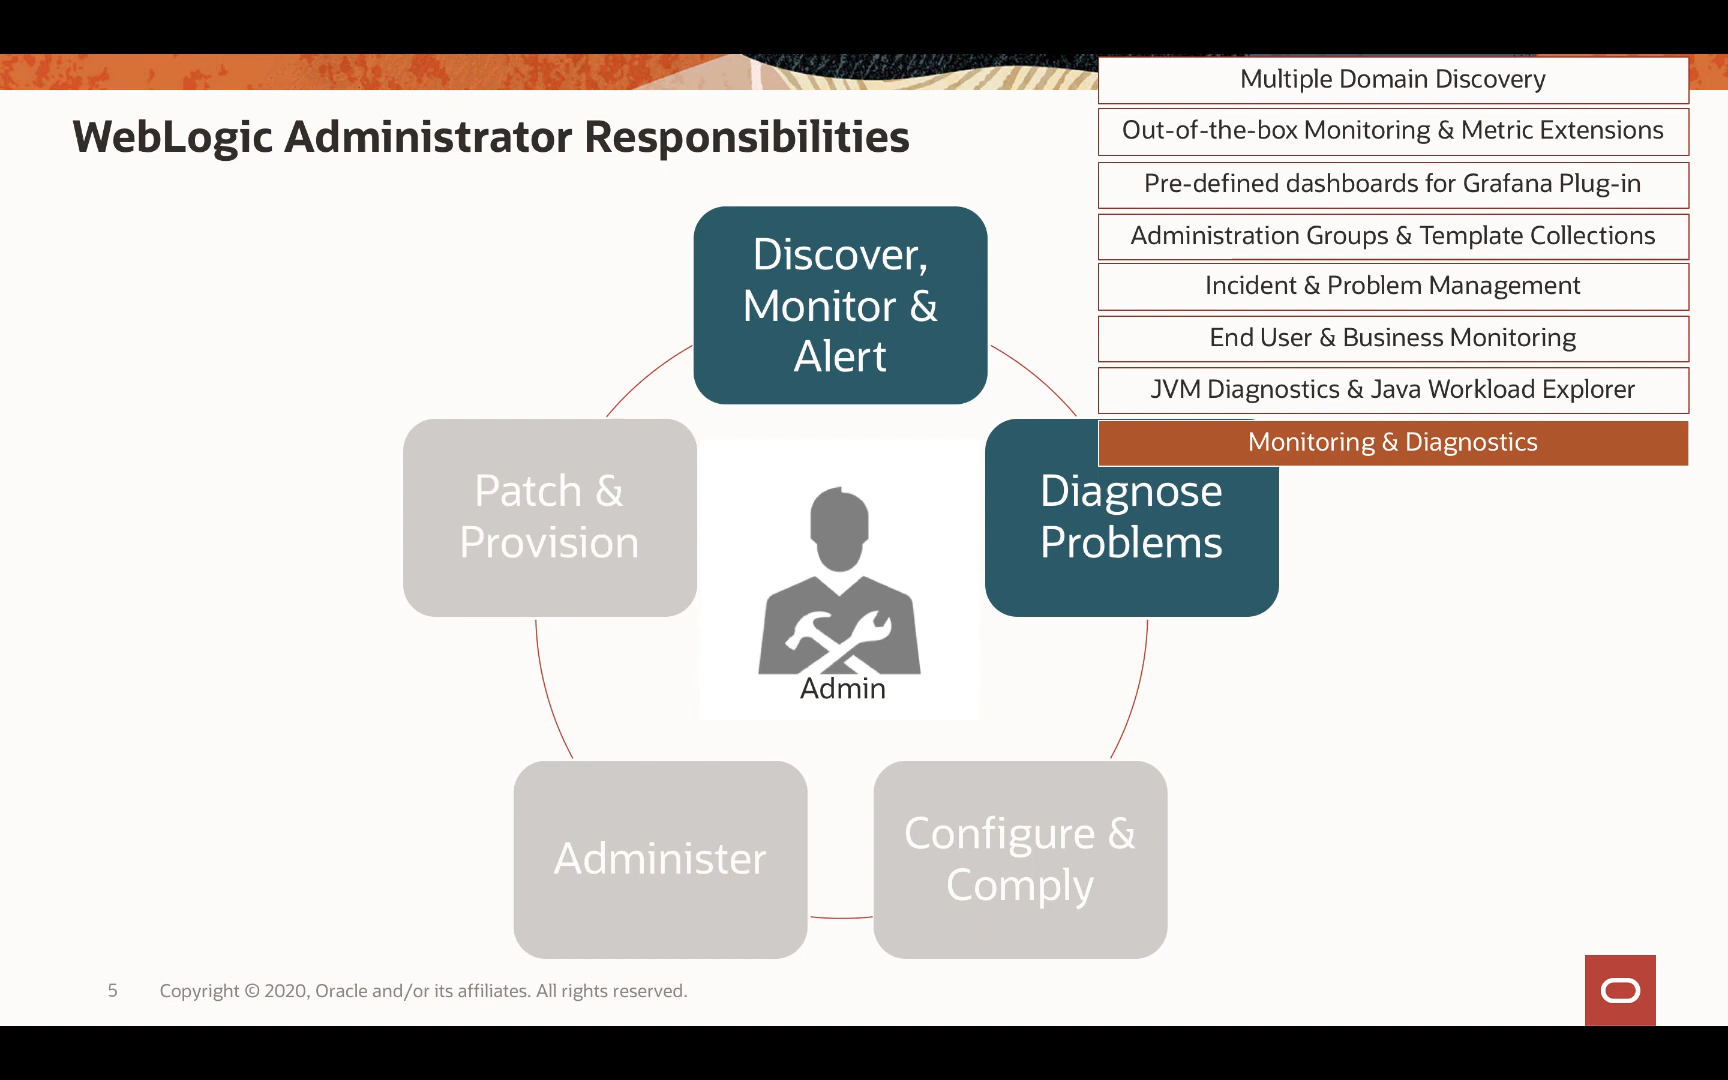 WebLogic Administrator Responsibilities
Multiple Domain Discovery
Out-of-the-box Monitoring & Metric Extensions
Pre-defined dashboards for Grafana Plug-in
Administration Groups & Template Collections
Incident & Problem Management
End User & Business Monitoring
JVM Diagnostics & Java Workload Explorer
Monitoring & Diagnostics
Discover,
Monitor &
Alert
Diagnose
Problems
Configure &
Comply
Administer
Patch &
Provision
Admin
5
Copyright © 2020, Oracle and/or its affiliates. All rights reserved.